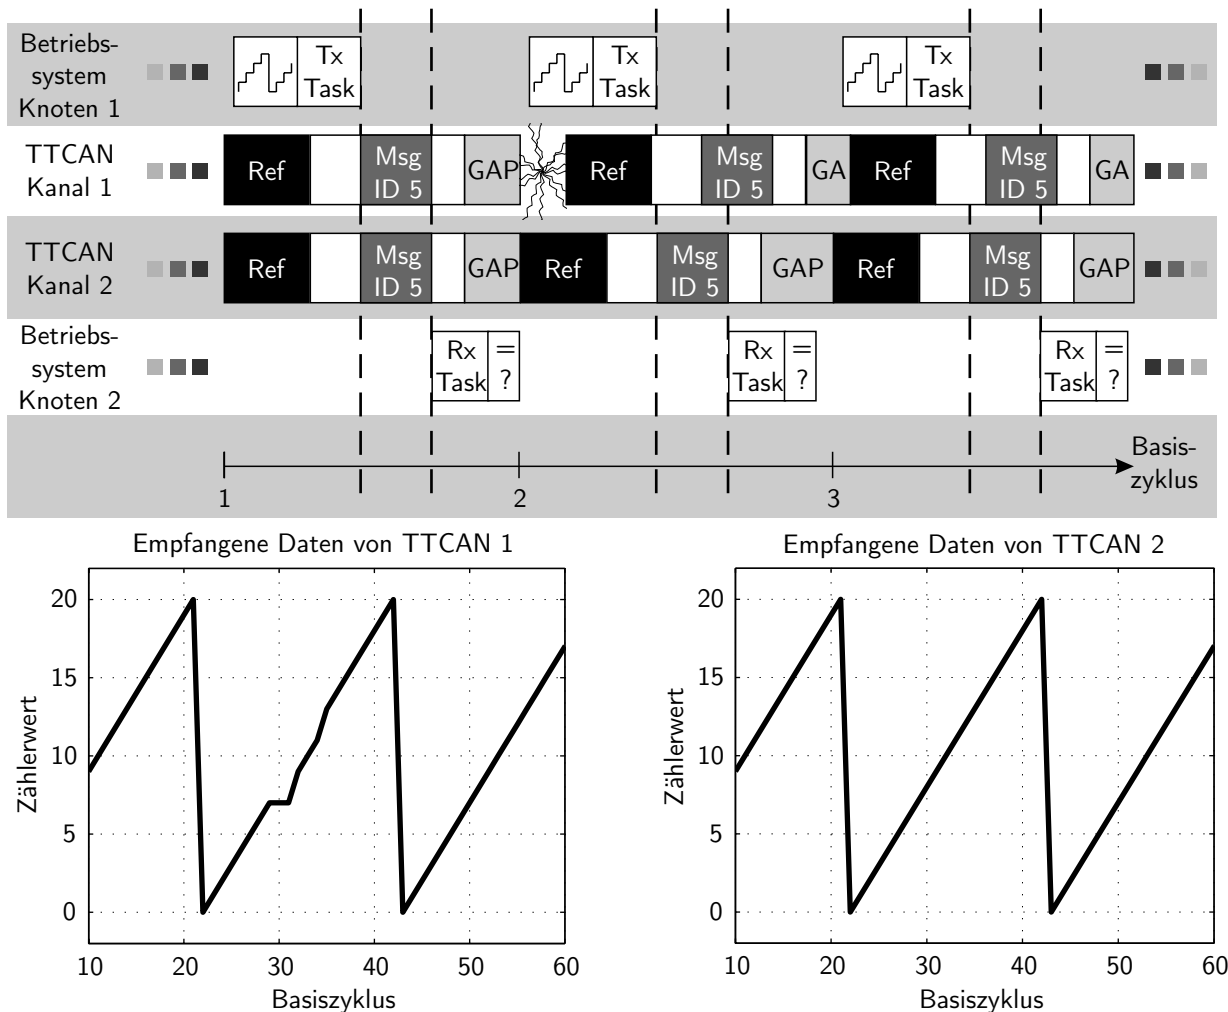 Betriebs-
system
Knoten 1
Tx
Task
Tx
Task
Tx
Task
TTCAN
Kanal 1
Ref
Msg
ID 5
GAP
Ref
Msg
ID 5
GA
Ref
Msg
ID 5
GA
TTCAN
Kanal 2
Ref
Msg
ID 5
GAP
Ref
Msg
ID 5
GAP
Ref
Msg
ID 5
GAP
Betriebs-
system
Knoten 2
Rx
Task
=
?
Rx
Task
=
?
Rx
Task
=
?
1
2
3
Basis-
zyklus
Empfangene Daten von TTCAN 1
Zählerwert
20
15
10
5
0
10 20 30 40 50 60
Basiszyklus
Empfangene Daten von TTCAN 2
Zählerwert
20
15
10
5
0
10 20 30 40 50 60
Basiszyklus